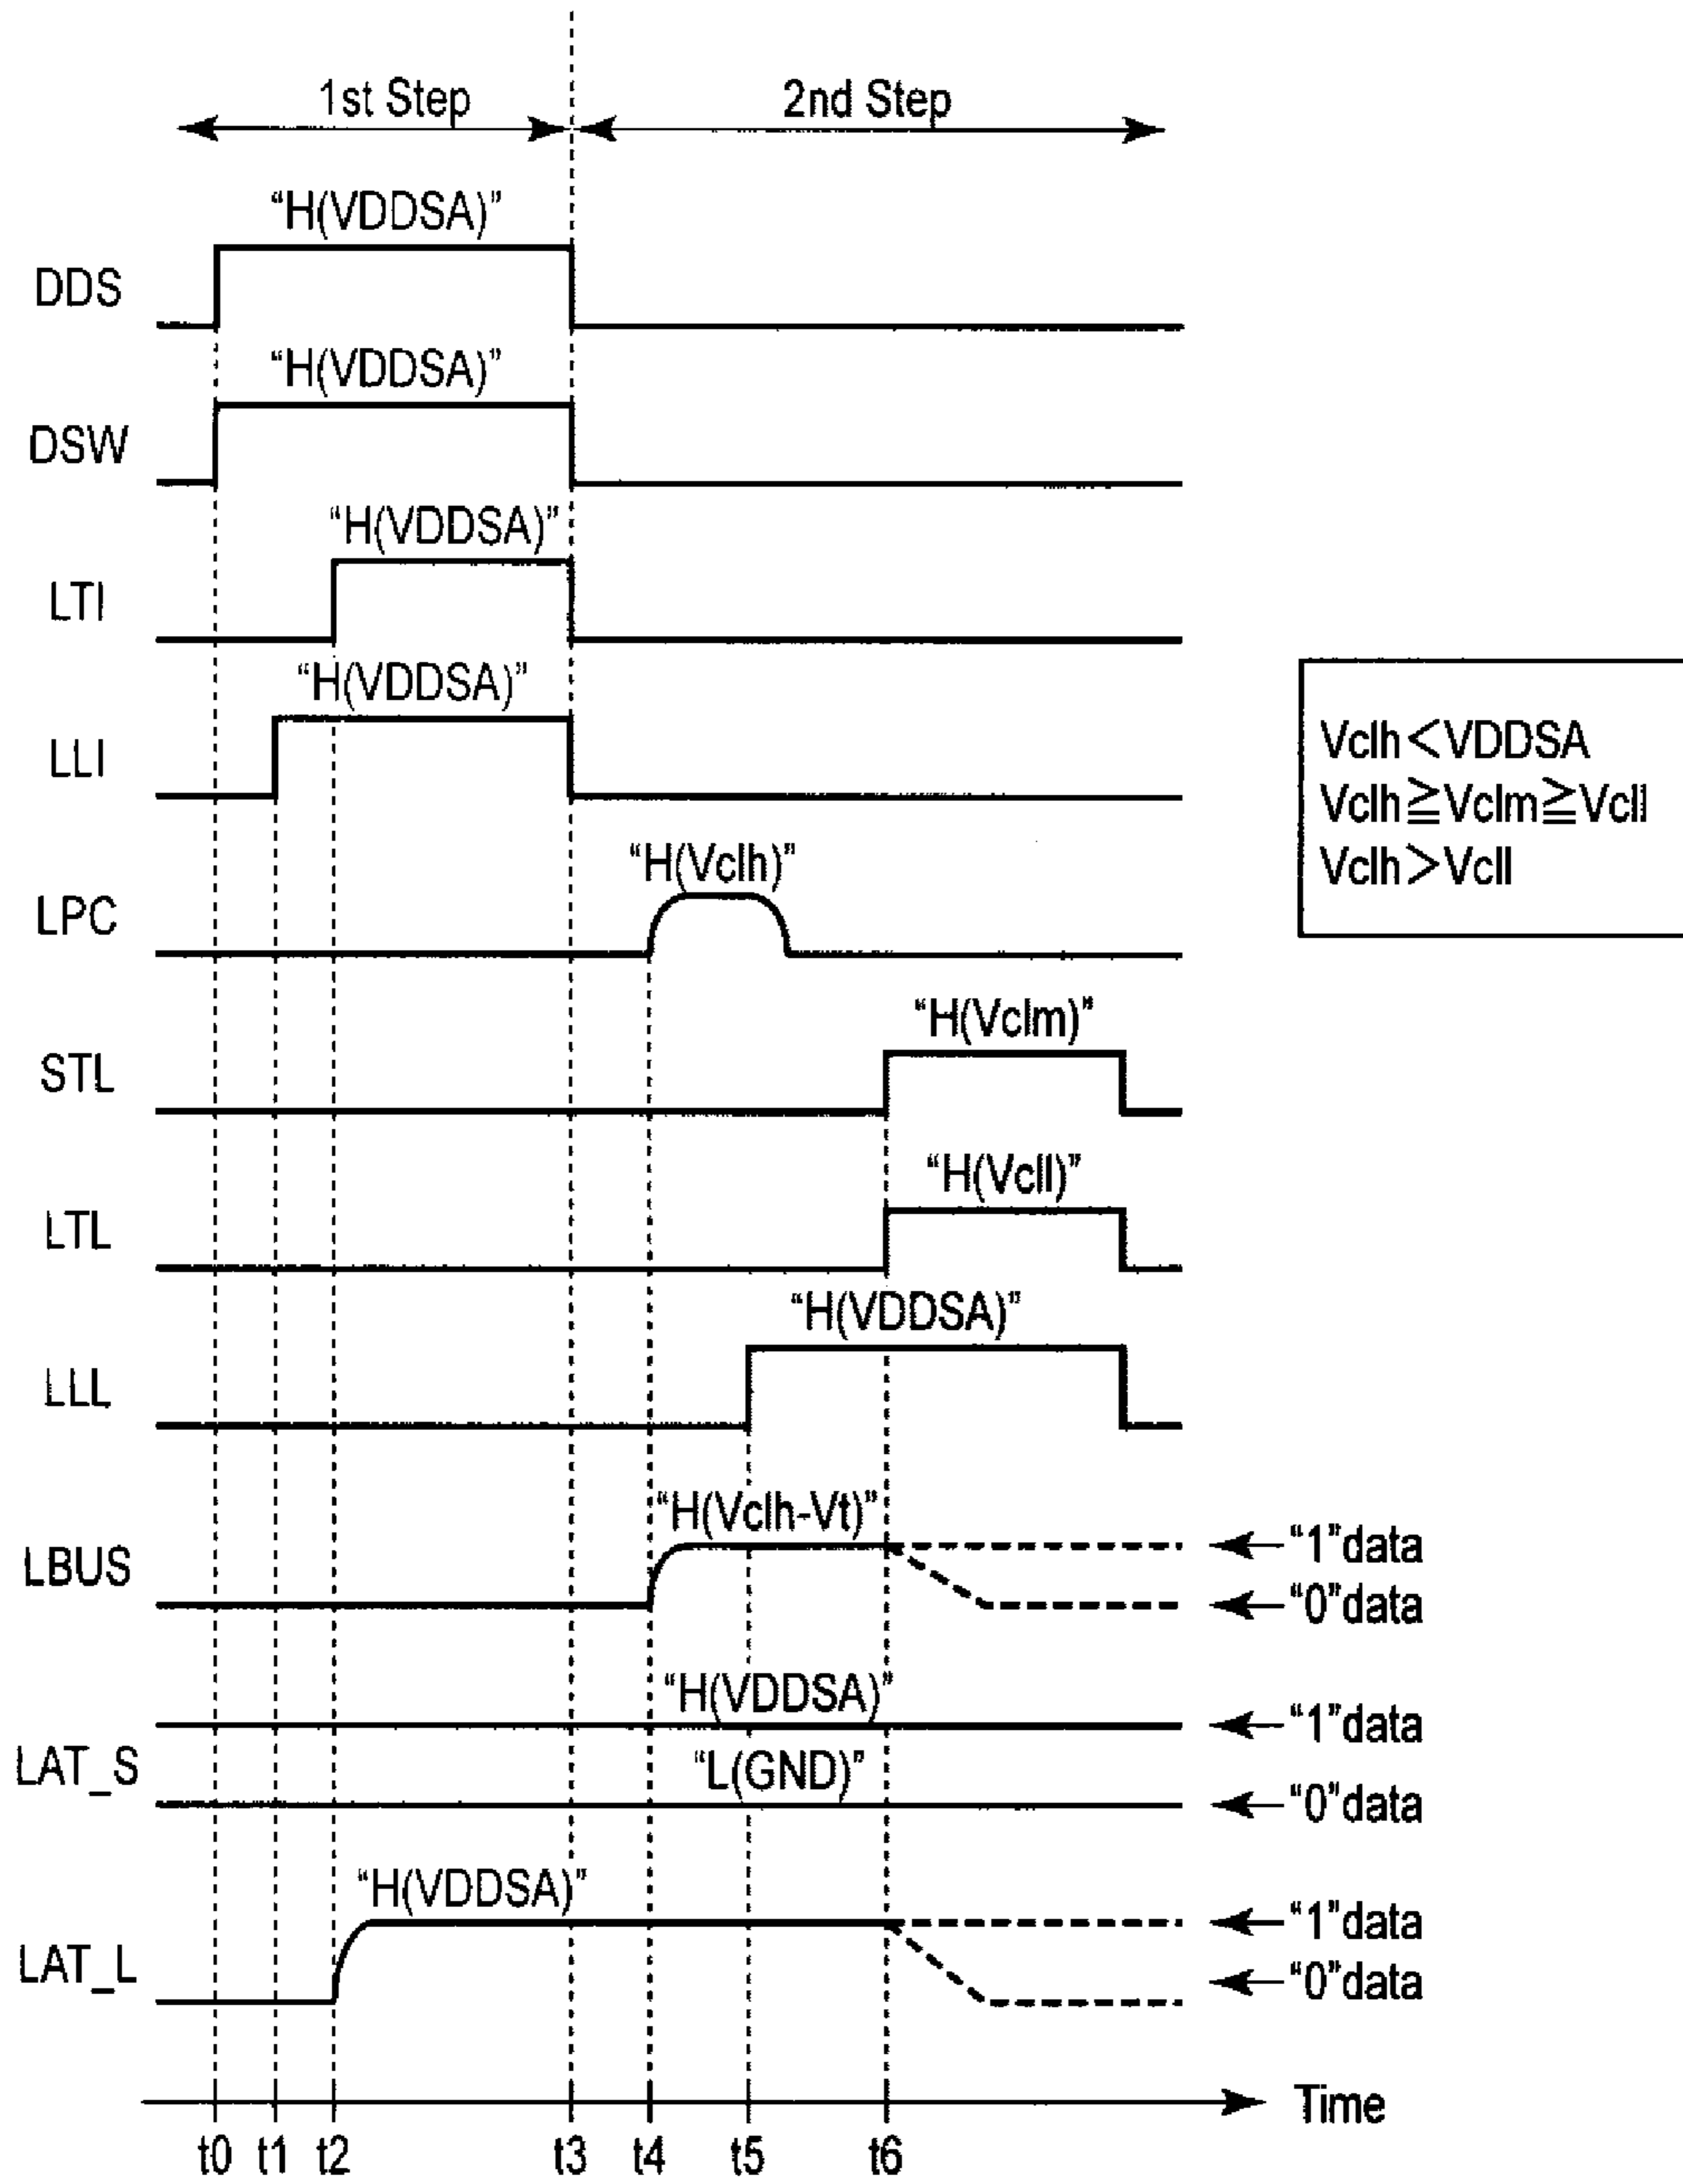 1st Step 2nd Step
“H(VDDSA)”
DDS
“H(VDDSA)”
DSW
“H(VDDSA)”
LTI
“H(VDDSA)”
LLI
Vclh＜VDDSA
Vclh≧Vclm≧Vcll
Vclh＞Vcll
“H(Vclh)”
LPC
“H(Vclm)”
STL
“H(Vcll)”
LTL
“H(VDDSA)”
LLL
“H(Vclh-Vt)”
LBUS
“1”data
“0”data
“H(VDDSA)”
“1”data
LAT_S
“L(GND)”
“0”data
“H(VDDSA)”
“1”data
LAT_L
“0”data
Time
t0 t1 t2 t3 t4 t5 t6